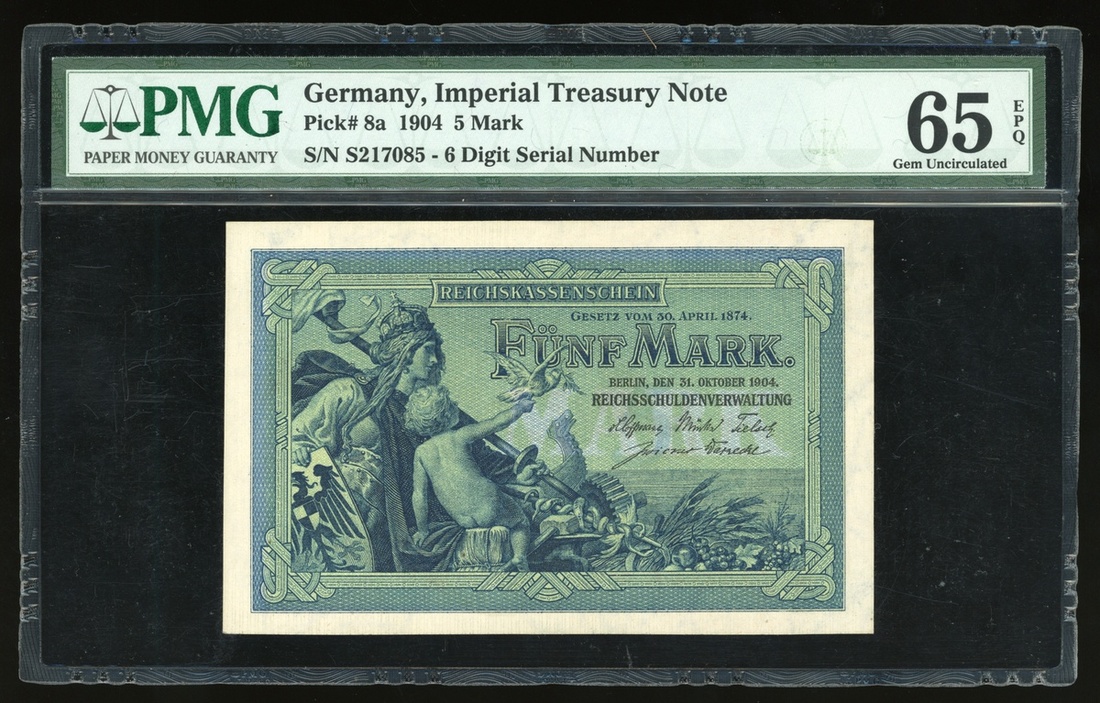 PMG
PAPER MONEY GUARANTY
Germany, Imperial Treasury Note
Pick# 8a 1904 5 Mark
S/N S217085 - 6 Digit Serial Number
65
EPQ
Gem Uncirculated
REICHSKASSENSCHEIN
GESETZ VOM 30. APRIL 1874.
FÜNF MARK.
BERLIN, DEN 31. OKTOBER 1904.
REICHSSCHULDENVERWALTUNG